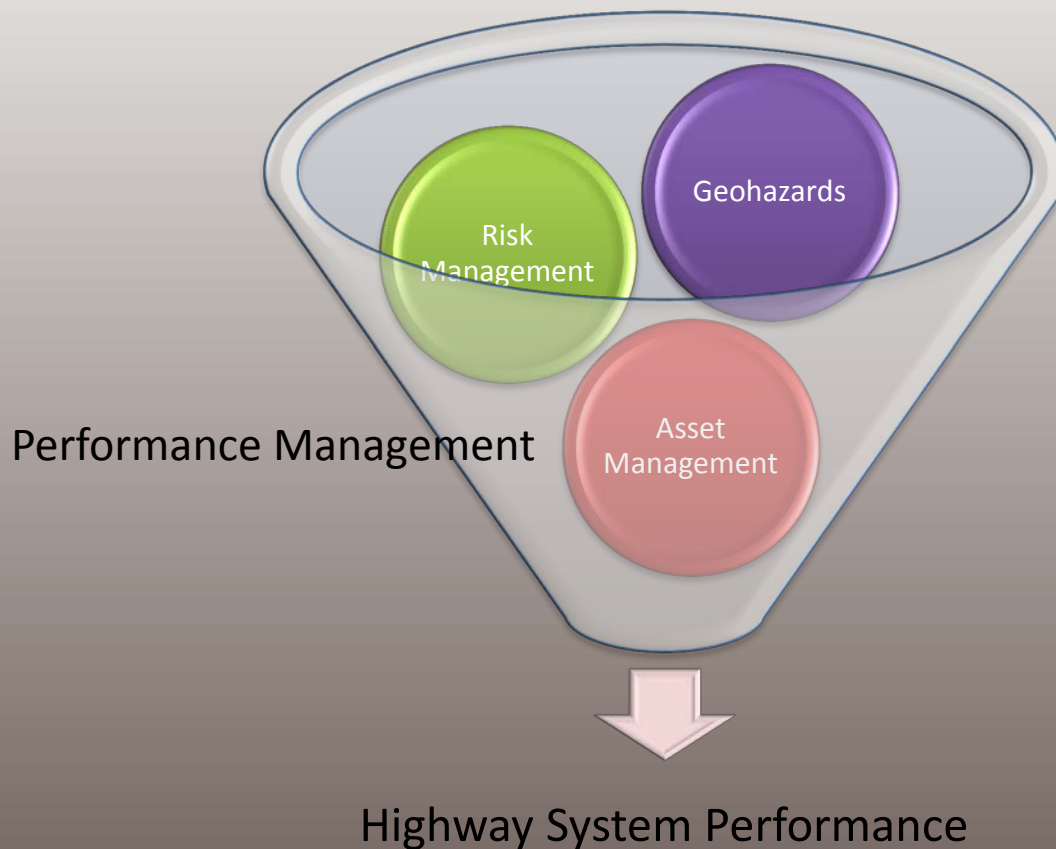 Geohazards
Risk
Management
Asset
Management
Performance Management
Highway System Performance